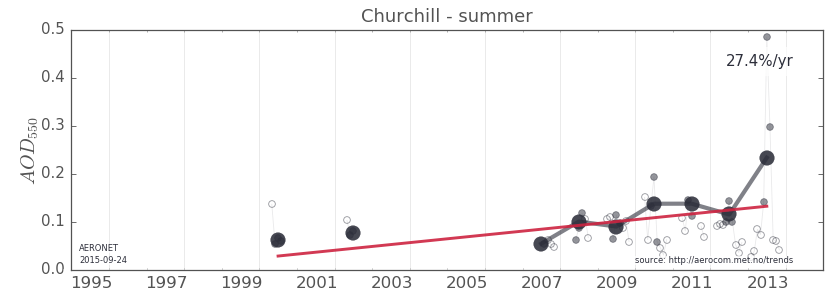 Churchill - summer
0.5
0.4
0.3
0.2
0.1
0.0
AOD550
27.4%/yr
AERONET
2015-09-24
source: http://aerocom.met.no/trends
1995 1997 1999 2001 2003 2005 2007 2009 2011 2013